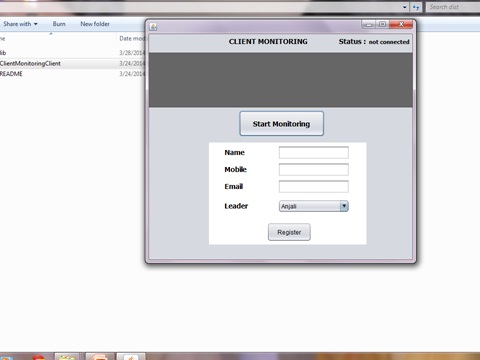 Search dist
Share with Burn New folder
Date mod
lib 3/28/2014
ClientMonitoringClient 3/24/2014
README 3/24/2014
CLIENT MONITORING Status : not connected
Start Monitoring
Name
Mobile
Email
Leader Anjali
Register